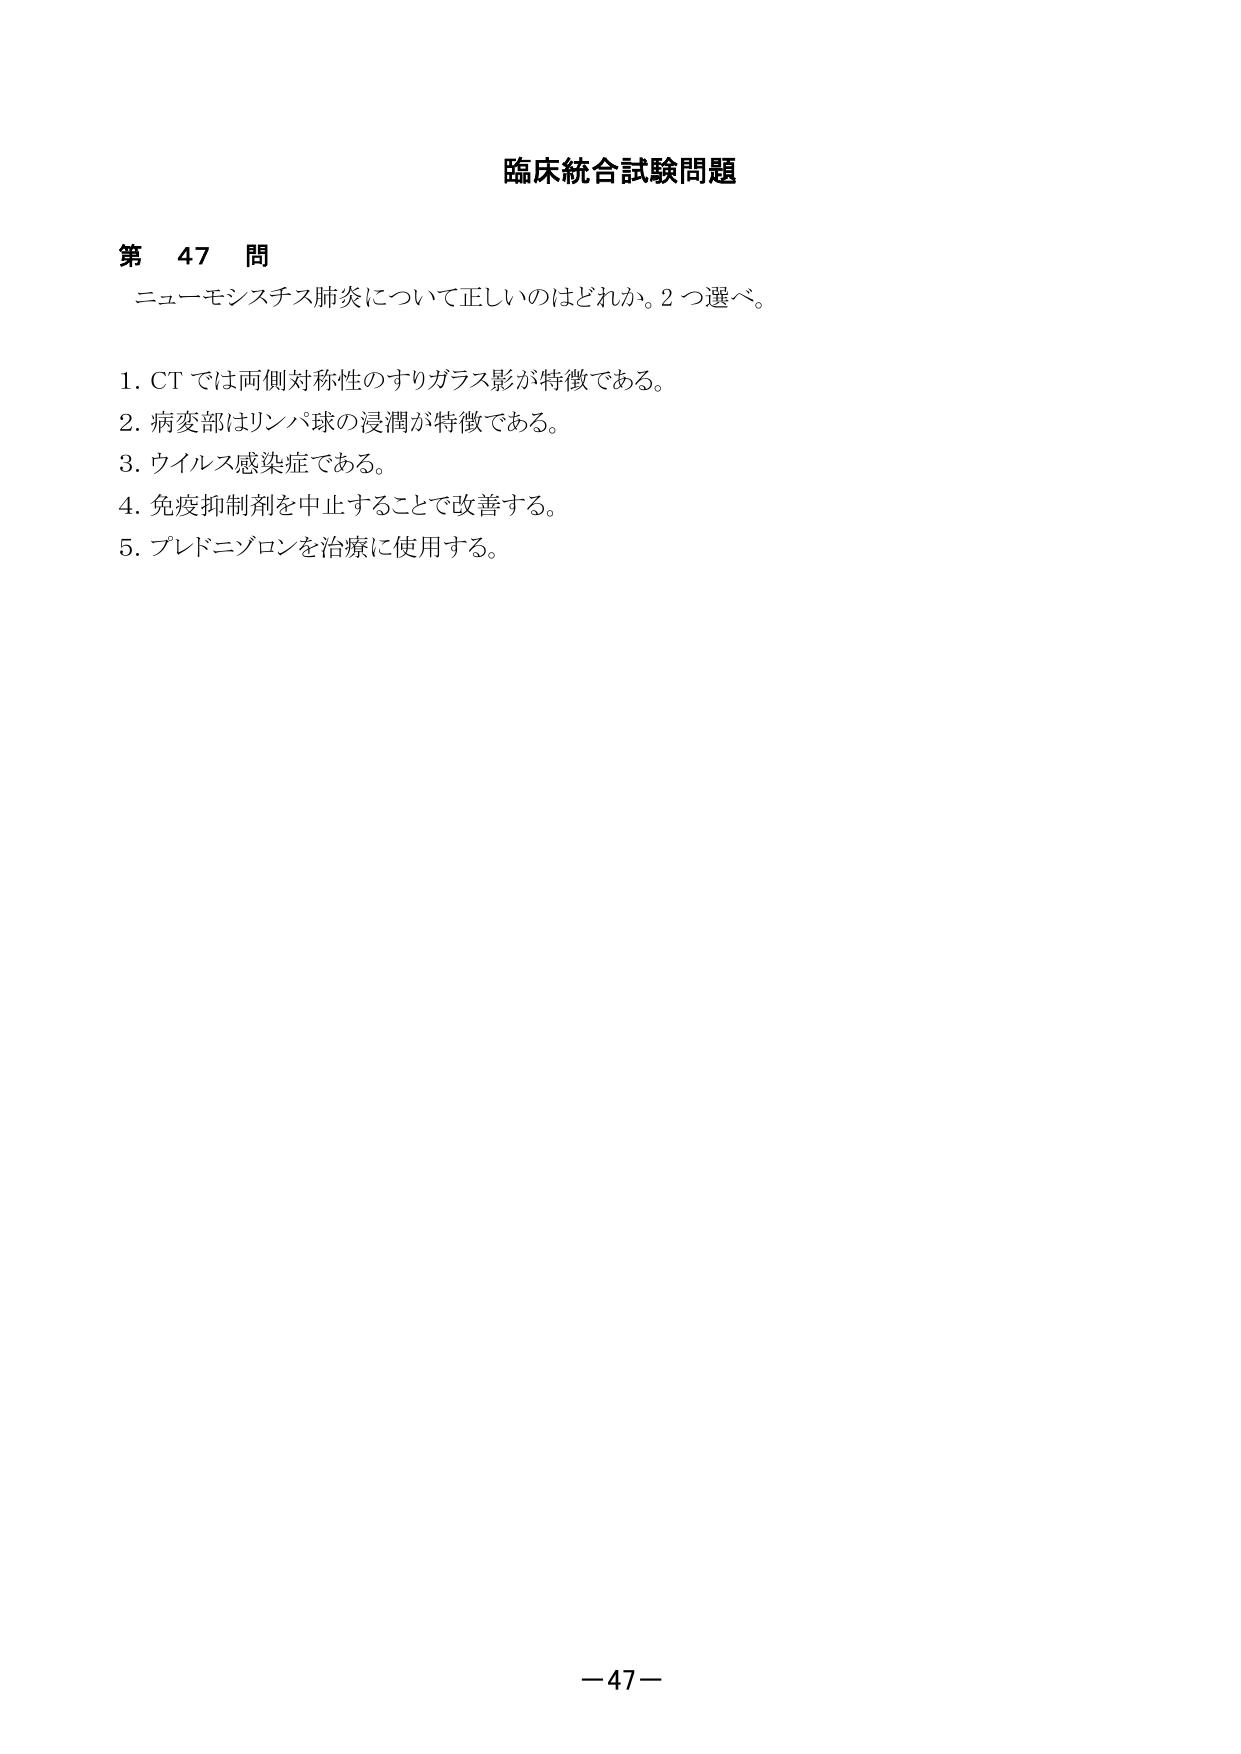 臨床統合試験問題
第 47 問
ニューモシスチス肺炎について正しいのはどれか。2 つ選べ。
1. CT では両側対称性のすりガラス影が特徴である。
2. 病変部はリンパ球の浸潤が特徴である。
3. ウイルス感染症である。
4. 免疫抑制剤を中止することで改善する。
5. プレドニゾロンを治療に使用する。
―47―